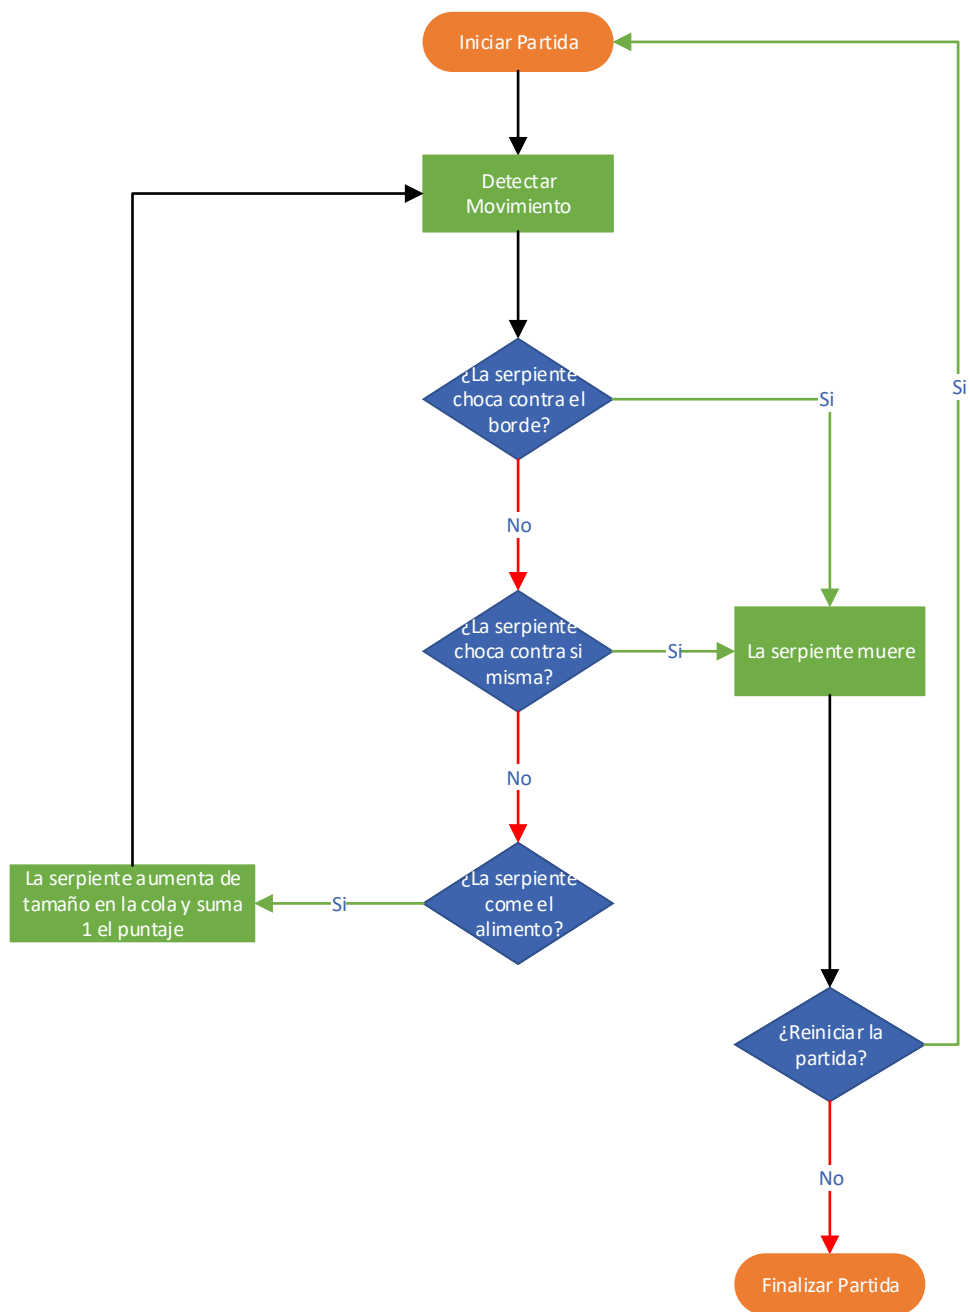 Iniciar Partida
Detectar
Movimiento
¿La serpiente
choca contra el
borde?
Si
Si
No
¿La serpiente
choca contra si
misma?
Si
La serpiente muere
No
¿La serpiente
come el
alimento?
Si
La serpiente aumenta de
tamaño en la cola y suma
1 el puntaje
¿Reiniciar la
partida?
No
Finalizar Partida